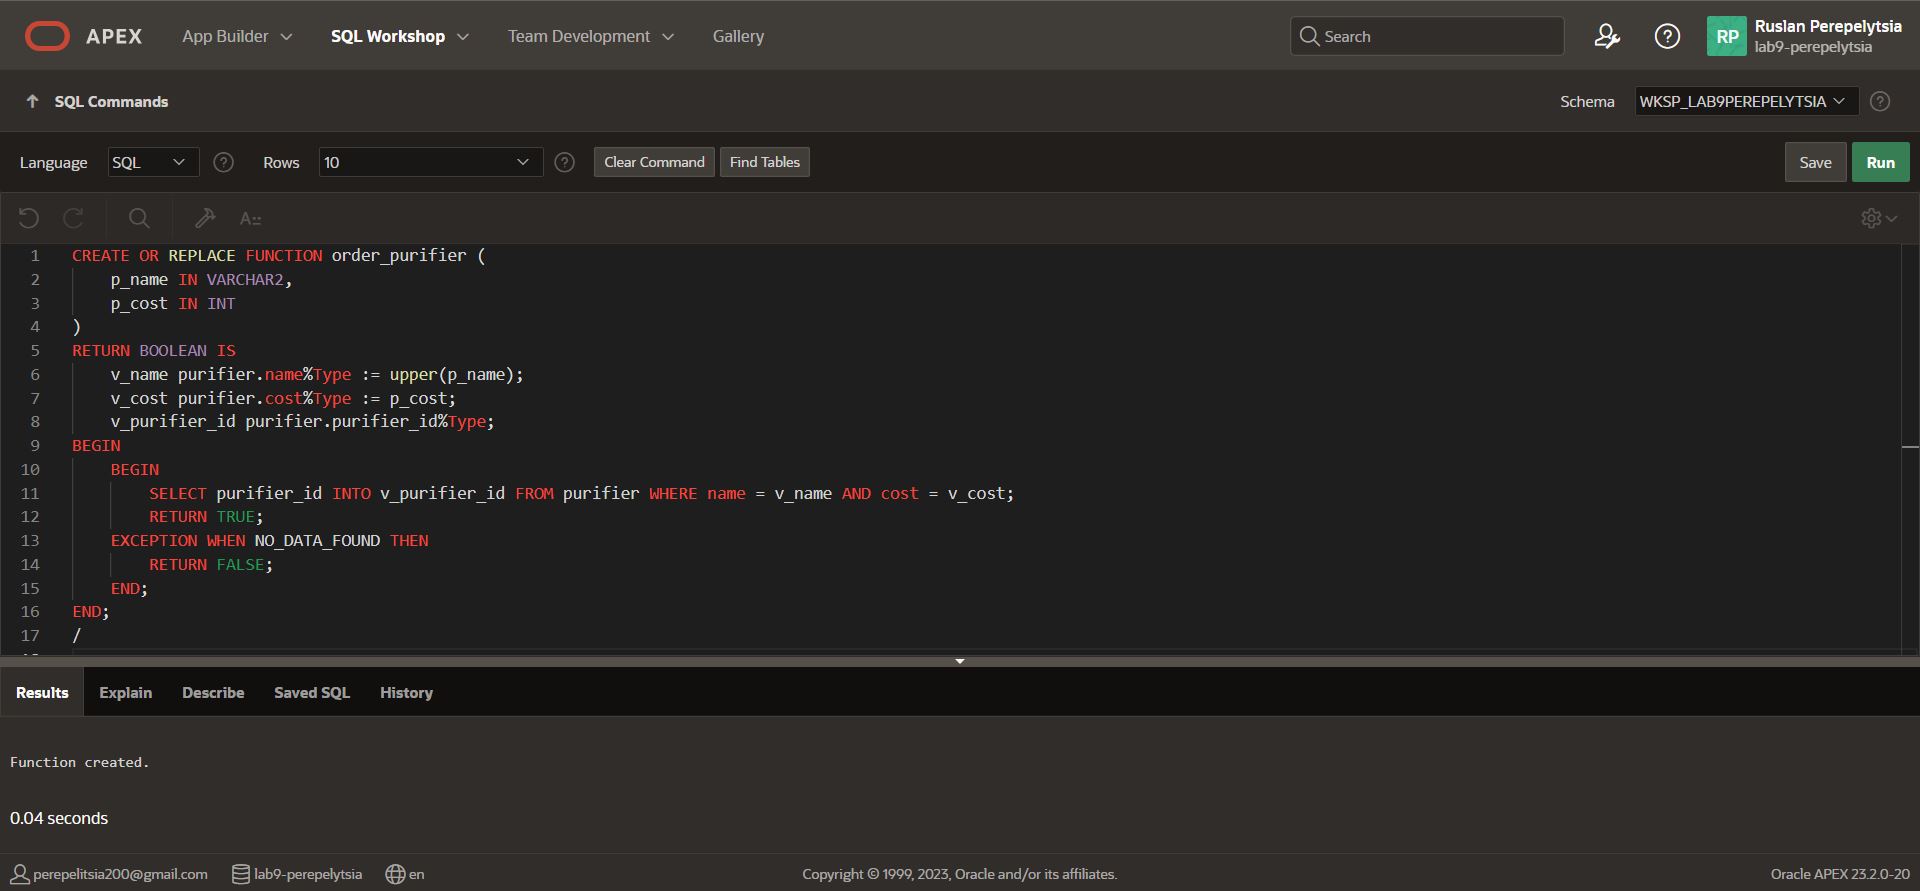 APEX App Builder SQL Workshop Team Development Gallery Search RP Ruslan Perepelytsia
lab9-perepelytsia
SQL Commands Schema WKSP_LAB9PEREPELYTSIA ?
Language SQL ? Rows 10 ? Clear Command Find Tables Save Run
1 CREATE OR REPLACE FUNCTION order_purifier (
2 p_name IN VARCHAR2,
3 p_cost IN INT
4 )
5 RETURN BOOLEAN IS
6 v_name purifier.name%Type := upper(p_name);
7 v_cost purifier.cost%Type := p_cost;
8 v_purifier_id purifier.purifier_id%Type;
9 BEGIN
10 BEGIN
11 SELECT purifier_id INTO v_purifier_id FROM purifier WHERE name = v_name AND cost = v_cost;
12 RETURN TRUE;
13 EXCEPTION WHEN NO_DATA_FOUND THEN
14 RETURN FALSE;
15 END;
16 END;
17 /
Results Explain Describe Saved SQL History
Function created.
0.04 seconds
perepelitsia200@gmail.com lab9-perepelytsia en Copyright © 1999, 2023, Oracle and/or its affiliates. Oracle APEX 23.2.0-20